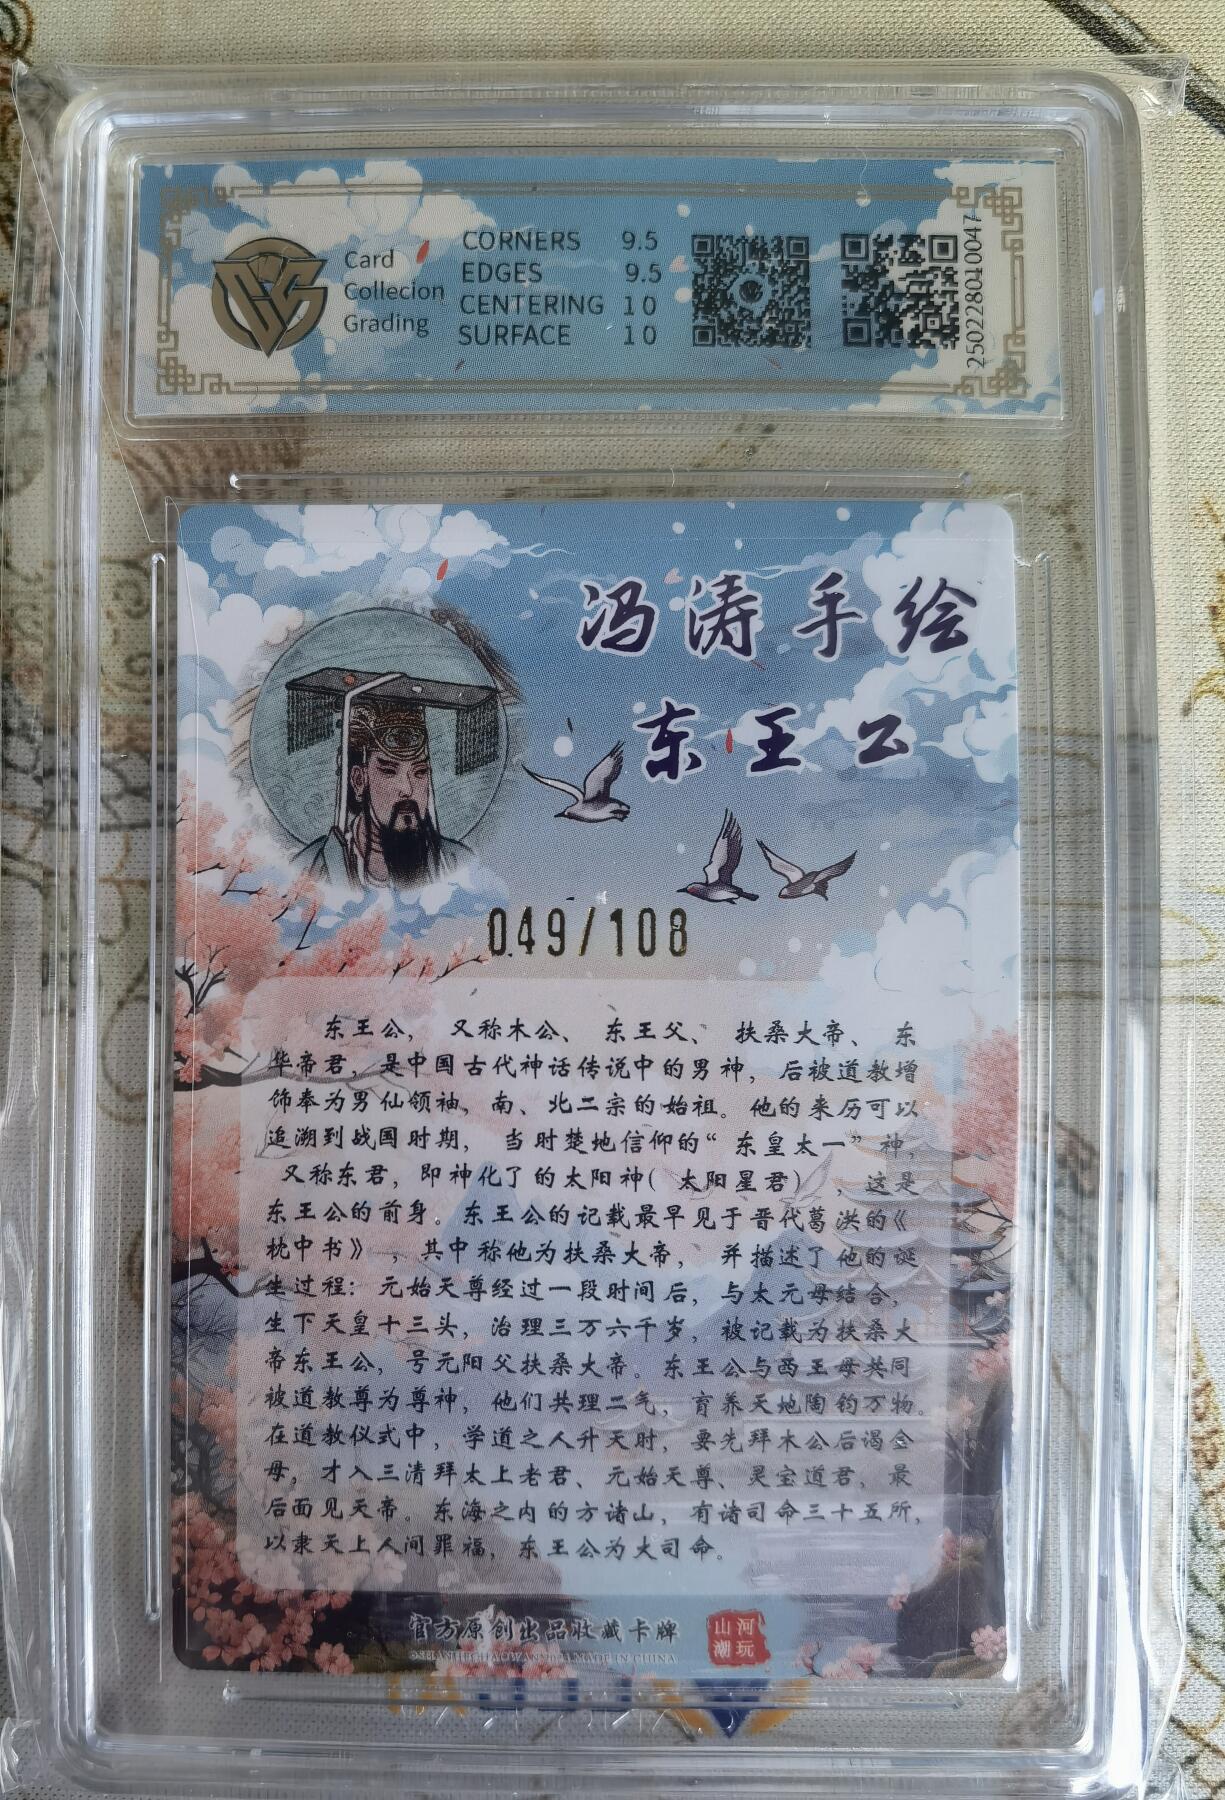 Card
Collecion
Grading
CORNERS 9.5
EDGES 9.5
CENTERING 10
SURFACE 10
2502280410047
冯涛手绘
东王公
049/108
东王公，又称木公、东王父、扶桑大帝、东
华帝君，是中国古代神话传说中的男神，后被道教增
饰奉为男仙领袖，南、北二宗的始祖。他的来历可以
追溯到战国时期，当时楚地信仰的“东皇太一”神，
又称东君，即神化了的太阳神(太阳星君)，这是
东王公的前身。东王公的记载最早见于晋代葛洪的《
枕中书》，其中称他为扶桑大帝，并描述了他的诞
生过程：元始天尊经过一段时间后，与太元母结合，
生下天皇十三头，治理三万六千岁，被记载为扶桑大
帝东王公，号元阳父扶桑大帝。东王公与西王母共同
被道教尊为尊神，他们共理二气，育养天地陶钧万物。
在道教仪式中，学道之人升天时，要先拜木公后谒金
母，才入三清拜太上老君、元始天尊、灵宝道君，最
后面见天帝。东海之内的方诸山，有诸司命三十五所，
以隶天上人间罪福，东王公为大司命。
官方原创出品收藏卡牌
MADE IN CHINA
山河
潮玩